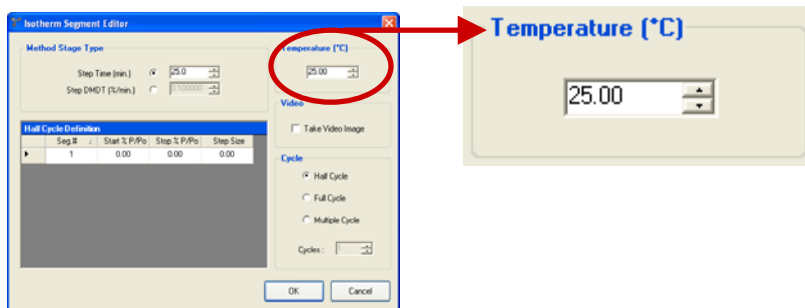 Isotherm Segment Editor
Method Stage Type
Step Time (min.) 25.0
Step DMDT (%/min.) 0.100000
Temperature (°C)
25.00
Video
Take Video Image
Half Cycle Definition
Seg.# Start % P/Po Stop % P/Po Step Size
1 0.00 0.00 0.00
Cycle
Half Cycle
Full Cycle
Multiple Cycle
Cycles : 1
OK Cancel
Temperature (°C)
25.00